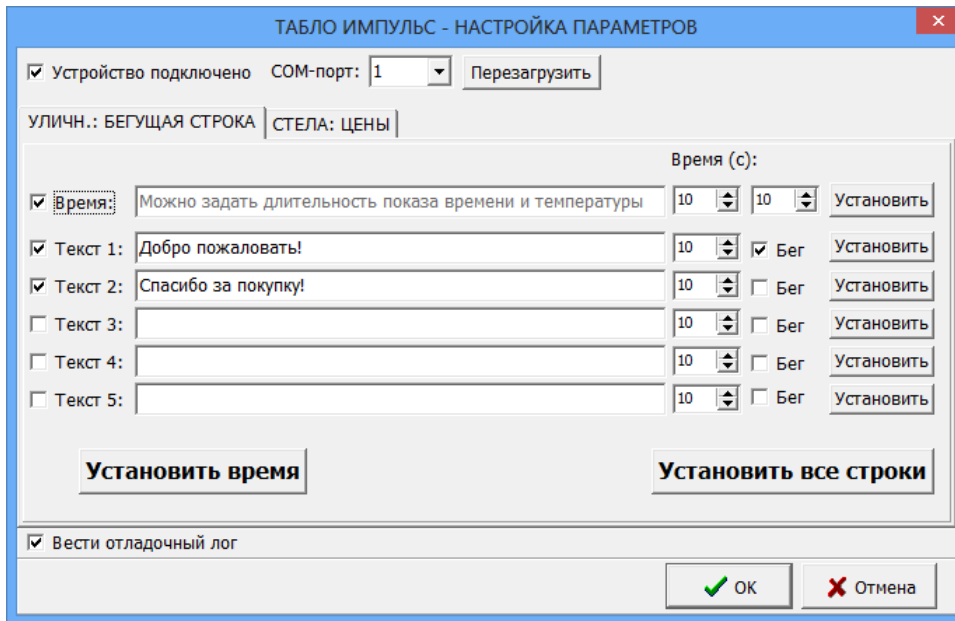 ТАБЛО ИМПУЛЬС - НАСТРОЙКА ПАРАМЕТРОВ
Устройство подключено COM-порт: 1 Перезагрузить
УЛИЧН.: БЕГУЩАЯ СТРОКА СТЕЛА: ЦЕНЫ
Время (с):
Время: Можно задать длительность показа времени и температуры 10 10 Установить
Текст 1: Добро пожаловать! 10 Бег Установить
Текст 2: Спасибо за покупку! 10 Бег Установить
Текст 3: 10 Бег Установить
Текст 4: 10 Бег Установить
Текст 5: 10 Бег Установить
Установить время Установить все строки
Вести отладочный лог
OK Отмена